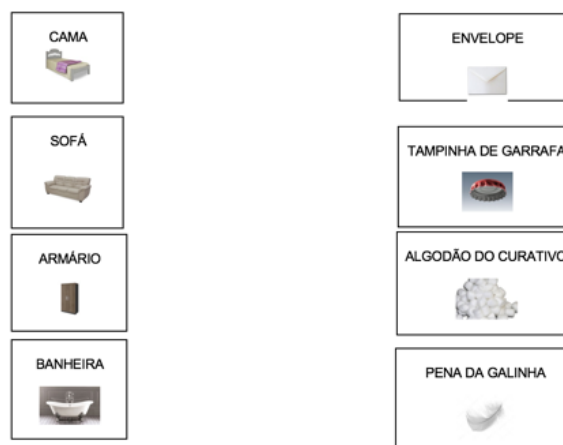 CAMA
ENVELOPE
SOFÁ
TAMPINHA DE GARRAFA
ARMÁRIO
ALGODÃO DO CURATIVO
BANHEIRA
PENA DA GALINHA